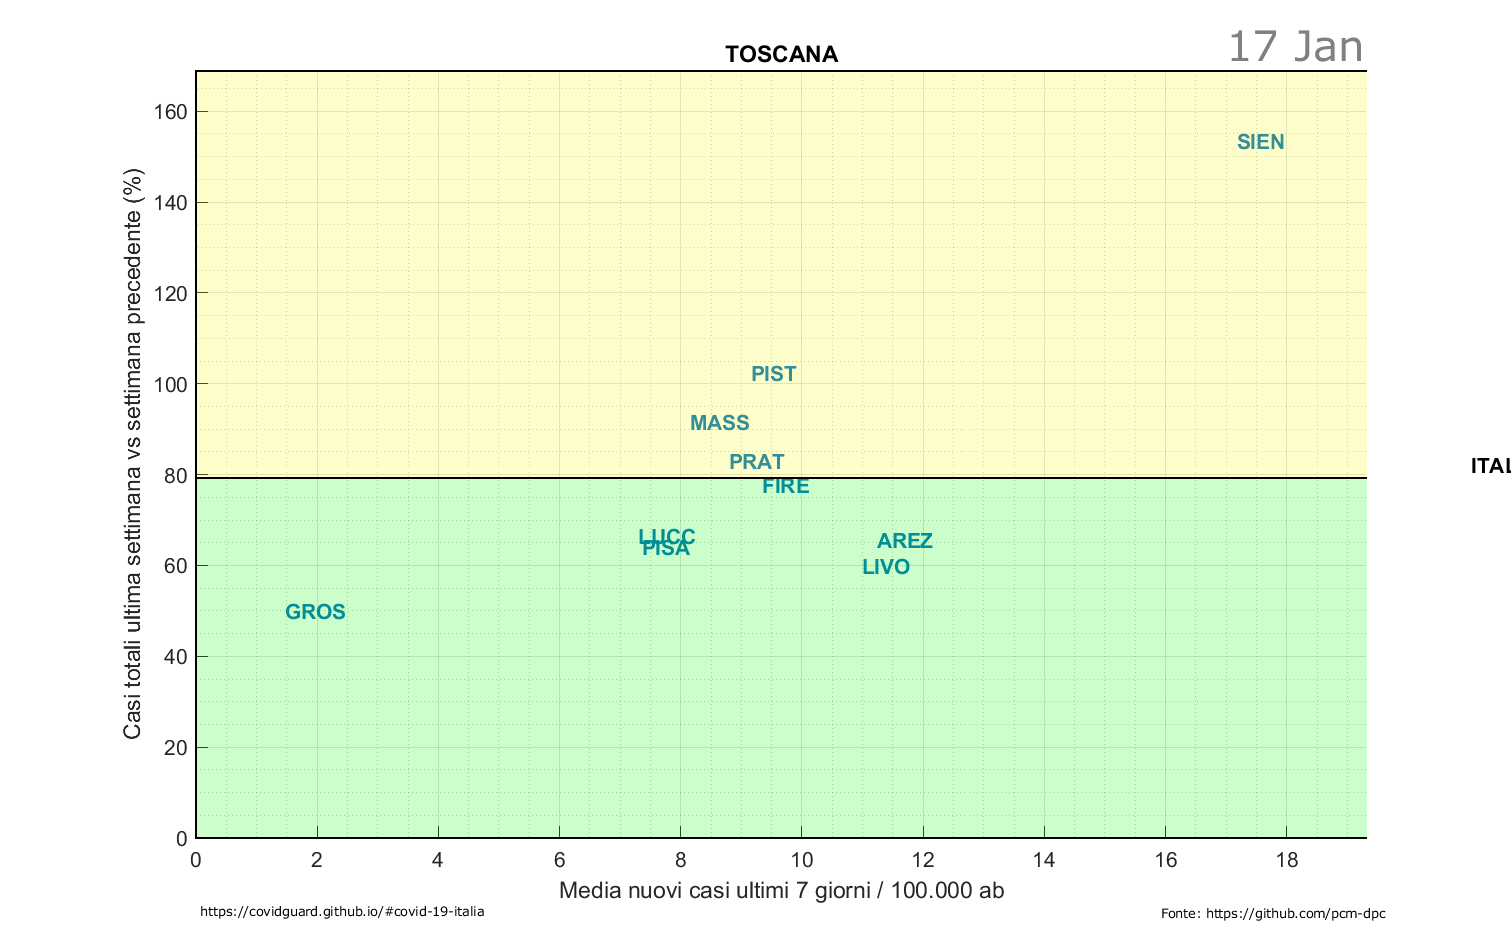 17 Jan
TOSCANA
Casi totali ultima settimana vs settimana precedente (%)
160
140
120
100
80
60
40
20
0
SIEN
PIST
MASS
PRAT
ITAL
FIRE
LUCC
PISA
AREZ
LIVO
GROS
0 2 4 6 8 10 12 14 16 18
Media nuovi casi ultimi 7 giorni / 100.000 ab
https://covidguard.github.io/#covid-19-italia
Fonte: https://github.com/pcm-dpc